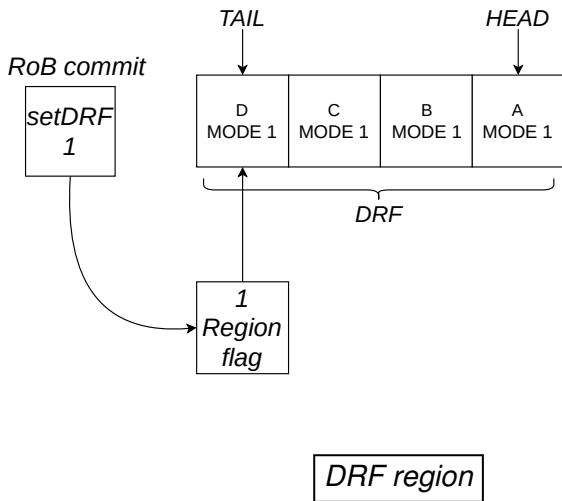 TAIL
HEAD
RoB commit
setDRF
1
D
MODE 1
C
MODE 1
B
MODE 1
A
MODE 1
DRF
1
Region
flag
DRF region